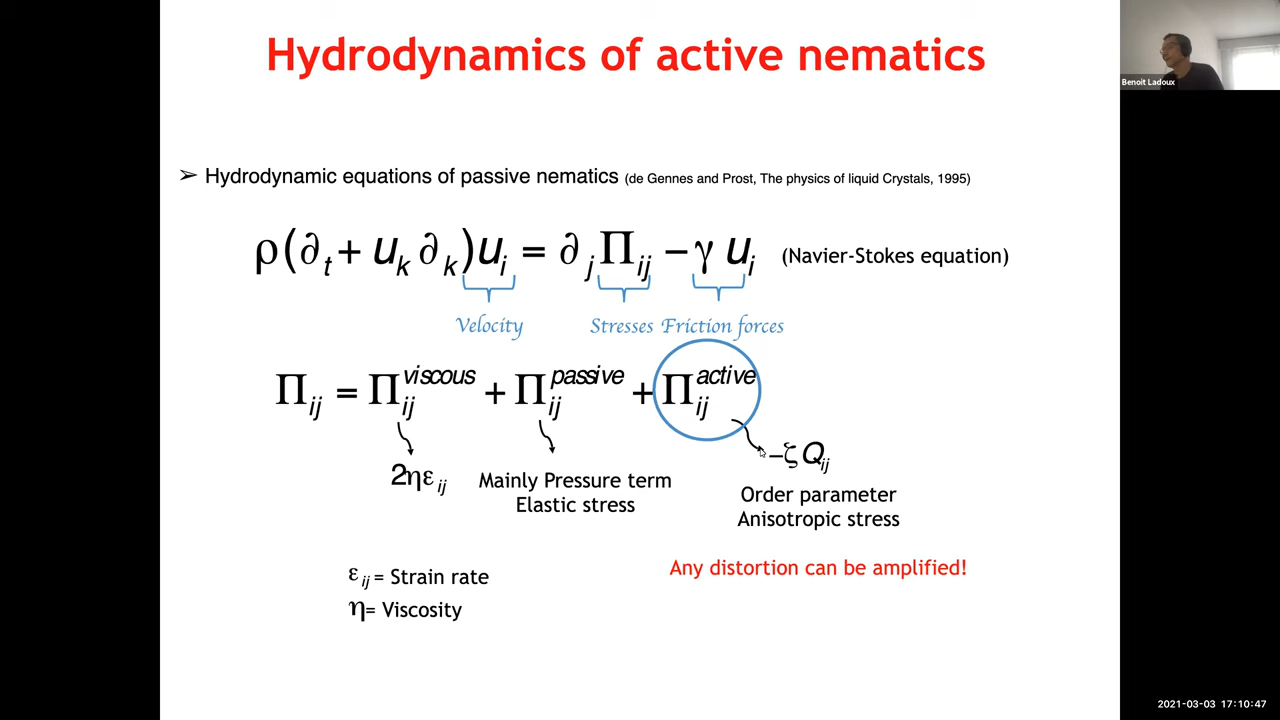 Hydrodynamics of active nematics
Benoit Ladoux
➢ Hydrodynamic equations of passive nematics (de Gennes and Prost, The physics of liquid Crystals, 1995)
ρ(∂t + uk ∂k)ui = ∂j Πij − γ ui (Navier-Stokes equation)
Velocity Stresses Friction forces
Πij = Πij^viscous + Πij^passive + Πij^active
−ζQij
2ηεij
Mainly Pressure term
Elastic stress
Order parameter
Anisotropic stress
Any distortion can be amplified!
εij = Strain rate
η= Viscosity
2021-03-03 17:10:47